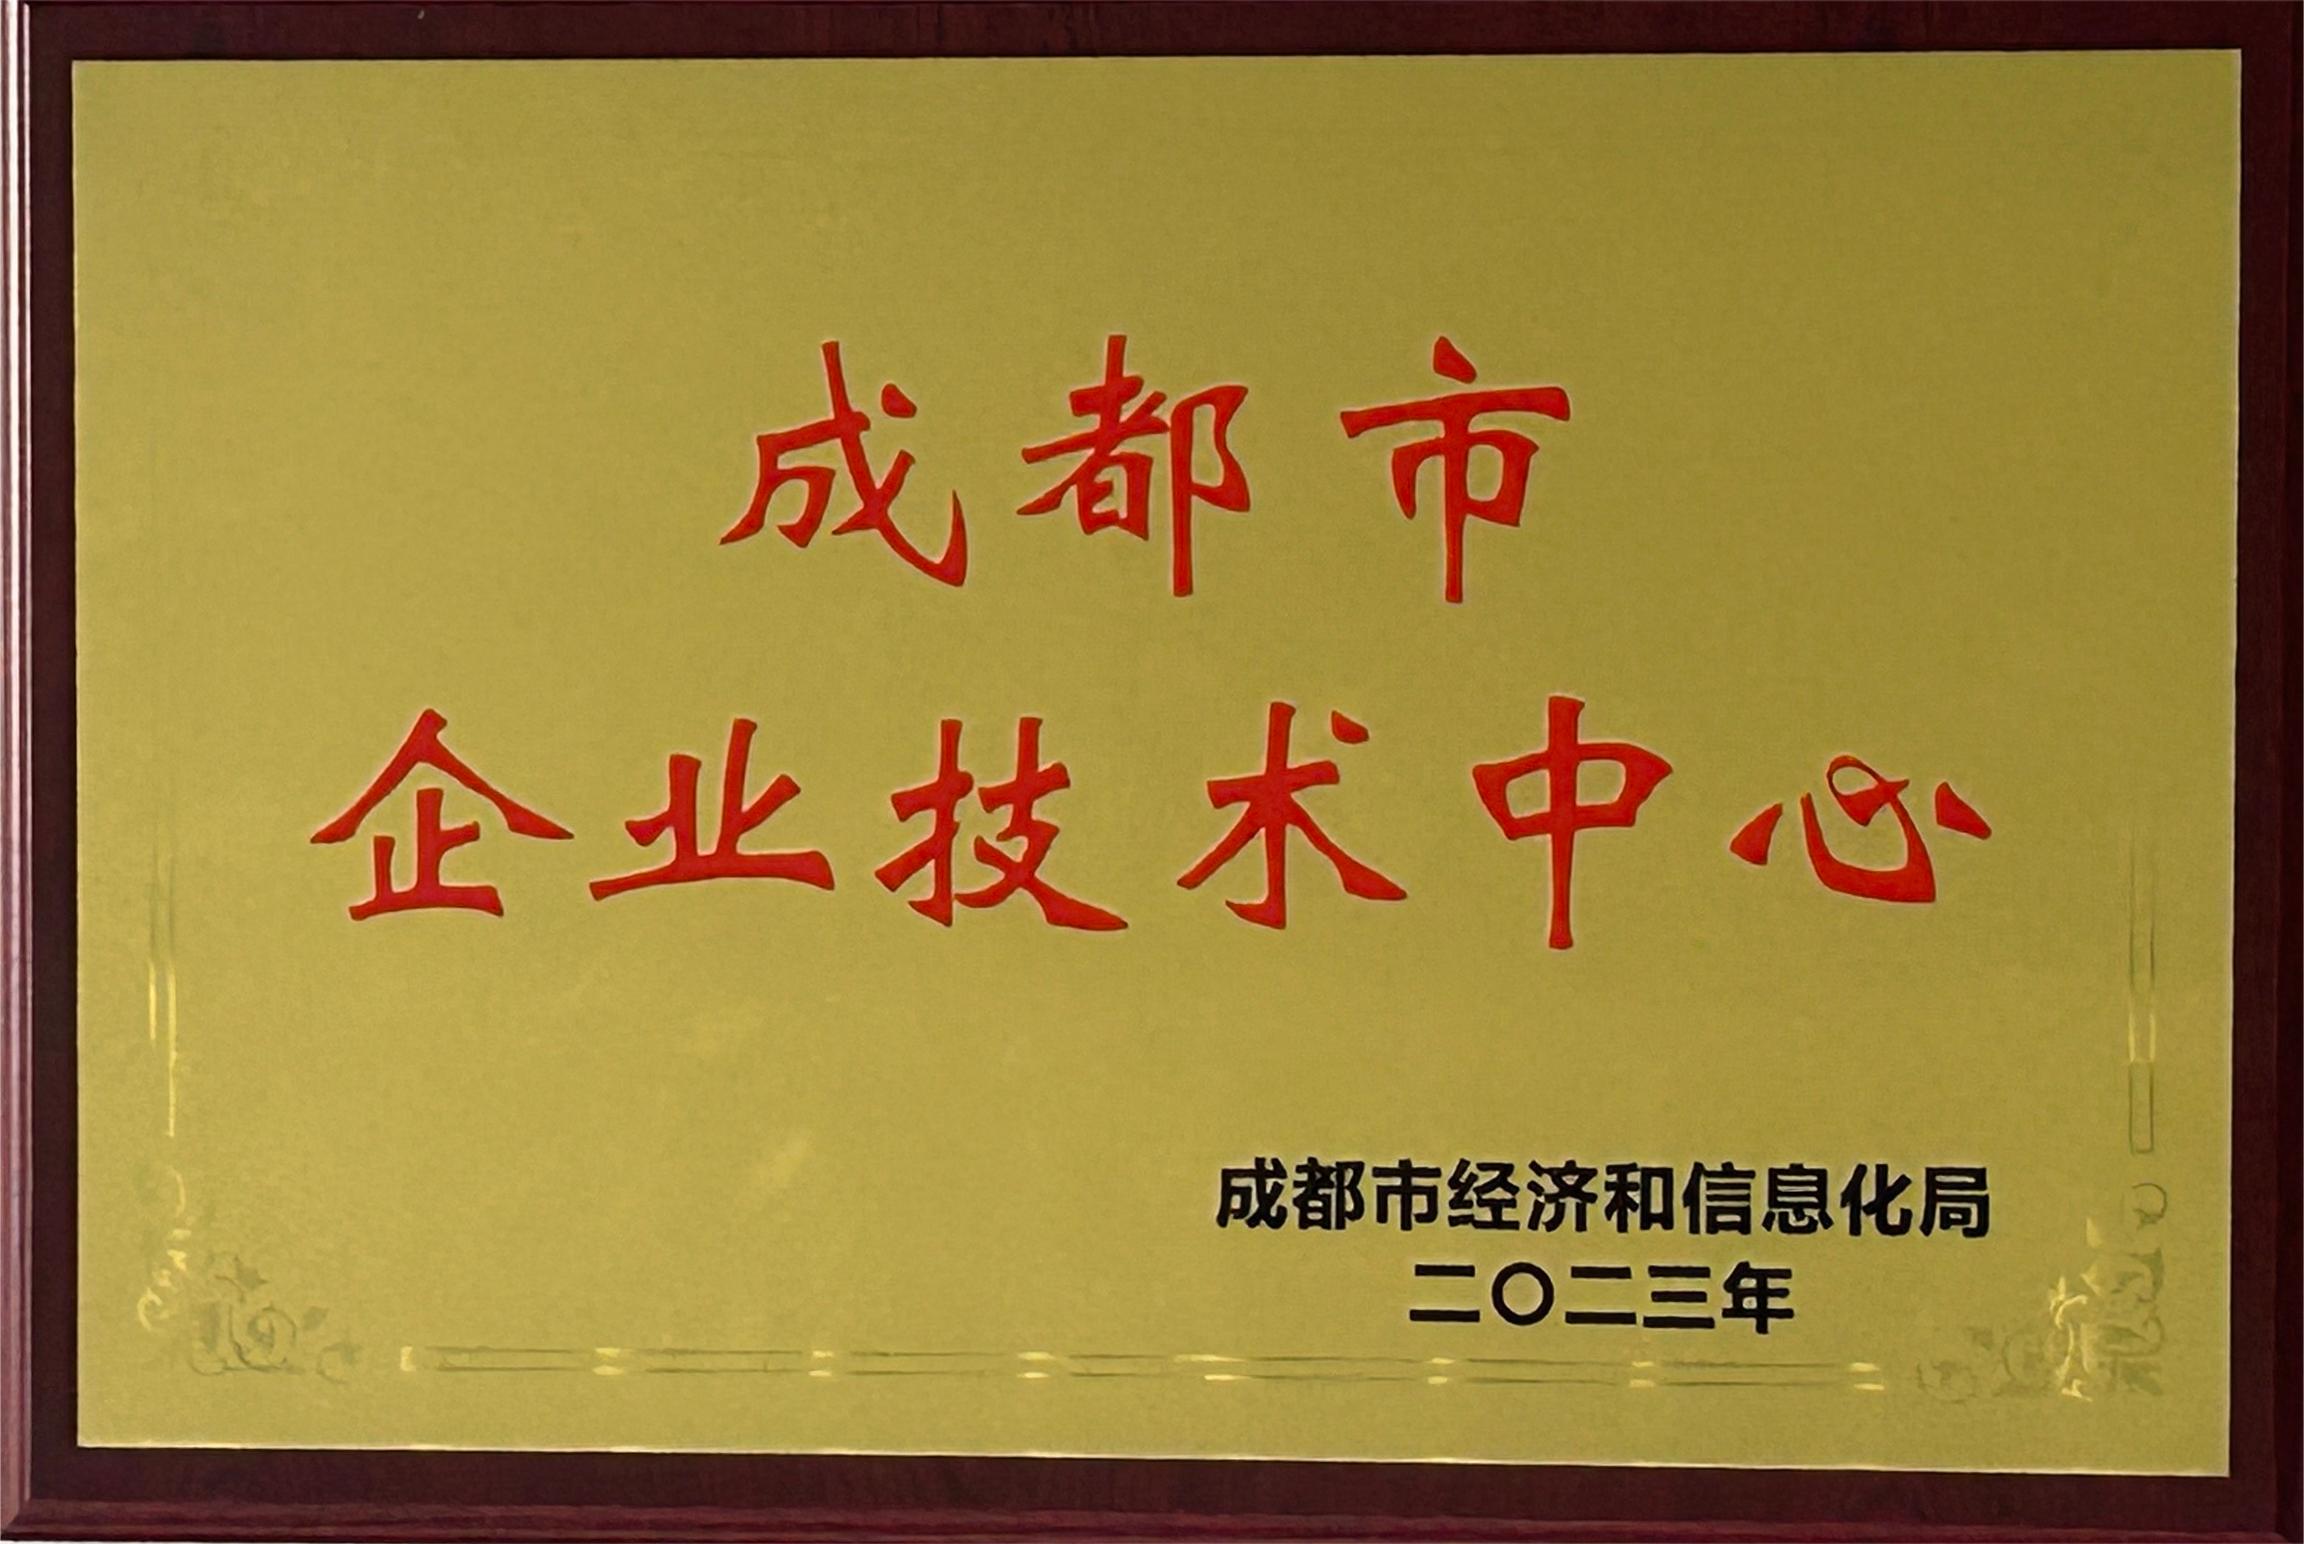 成都市
企业技术中心
成都市经济和信息化局
二〇二三年